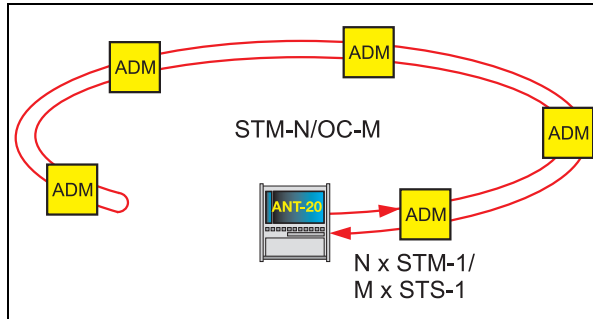 ADM
ADM
ADM
STM-N/OC-M
ADM
ANT-20
ADM
N x STM-1/
M x STS-1